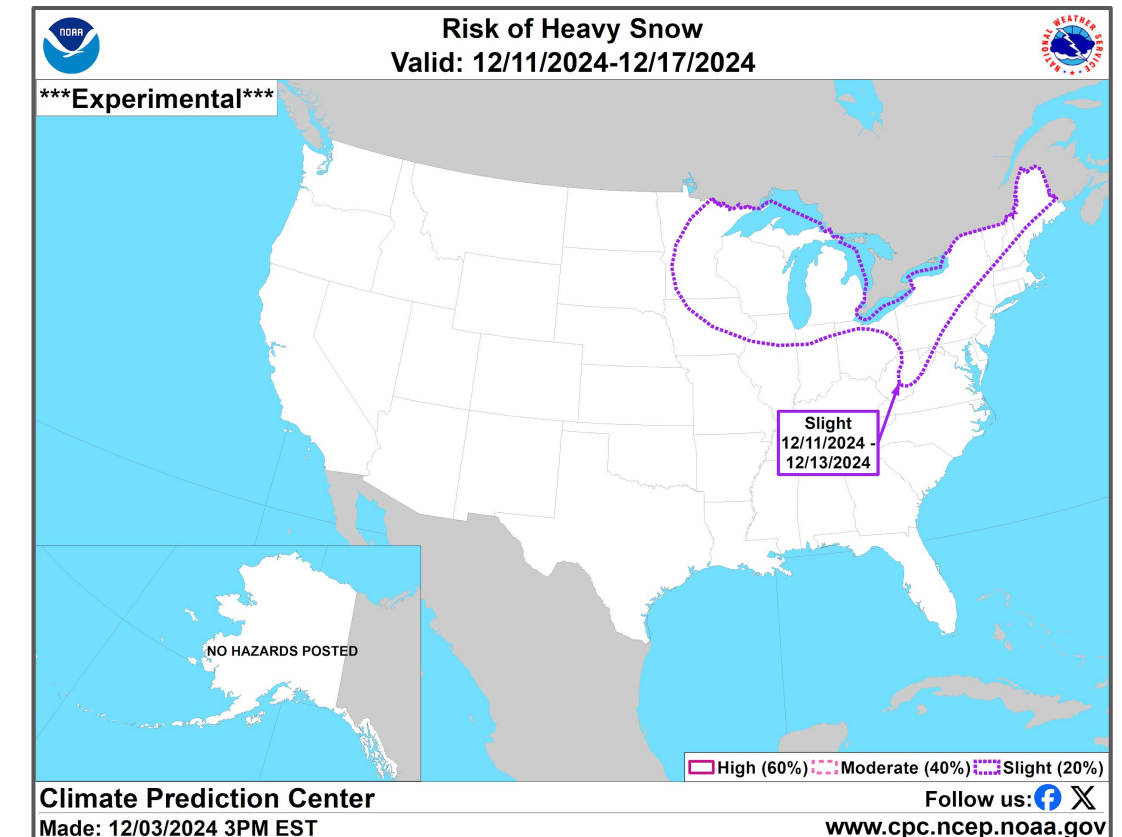 NOAA
Risk of Heavy Snow
Valid: 12/11/2024-12/17/2024
NATIONAL WEATHER SERVICE
***Experimental***
Slight
12/11/2024 -
12/13/2024
NO HAZARDS POSTED
High (60%) Moderate (40%) Slight (20%)
Climate Prediction Center
Follow us:
Made: 12/03/2024 3PM EST
www.cpc.ncep.noaa.gov